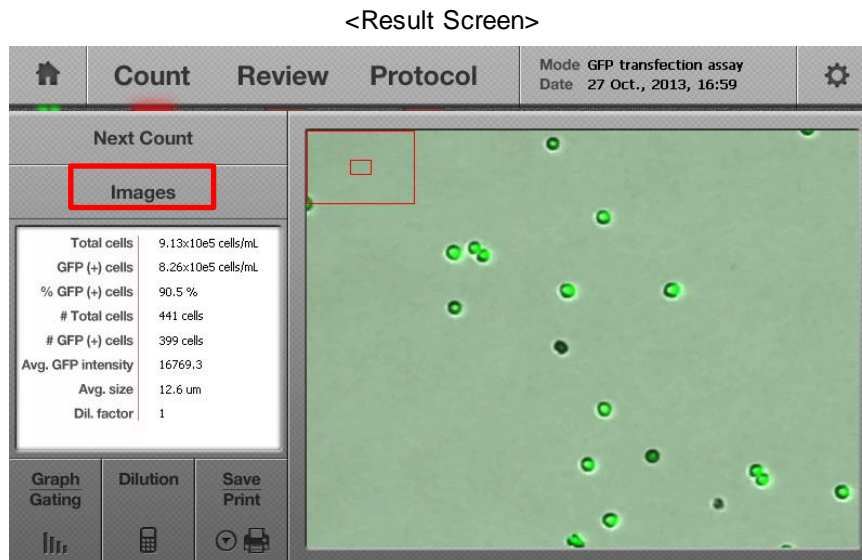 <Result Screen>
Count Review Protocol
Mode GFP transfection assay
Date 27 Oct., 2013, 16:59
Next Count
Images
Total cells 9.13x10e5 cells/mL
GFP (+) cells 8.26x10e5 cells/mL
% GFP (+) cells 90.5 %
# Total cells 441 cells
# GFP (+) cells 399 cells
Avg. GFP intensity 16769.3
Avg. size 12.6 um
Dil. factor 1
Graph
Gating
Dilution
Save
Print